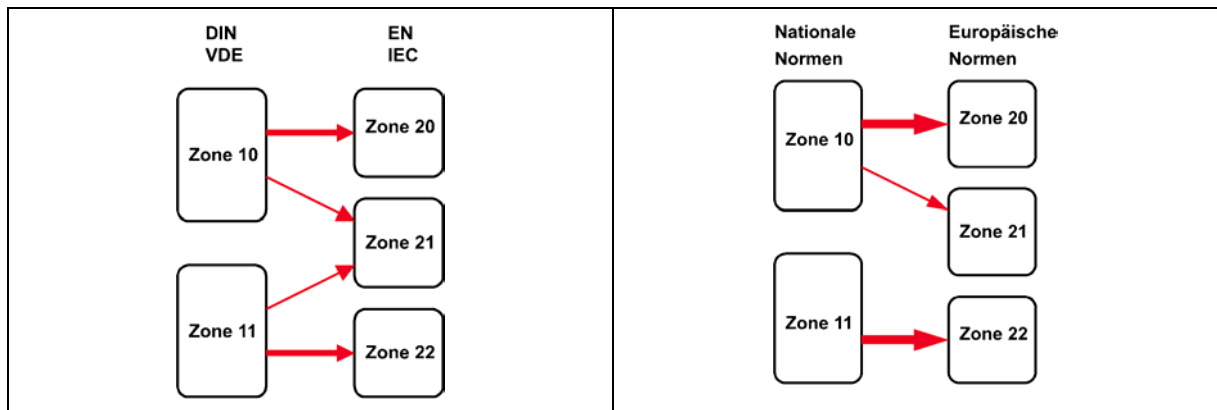 DIN
VDE
EN
IEC
Zone 10
Zone 20
Zone 21
Zone 11
Zone 22
Nationale
Normen
Europäische
Normen
Zone 10
Zone 20
Zone 21
Zone 11
Zone 22